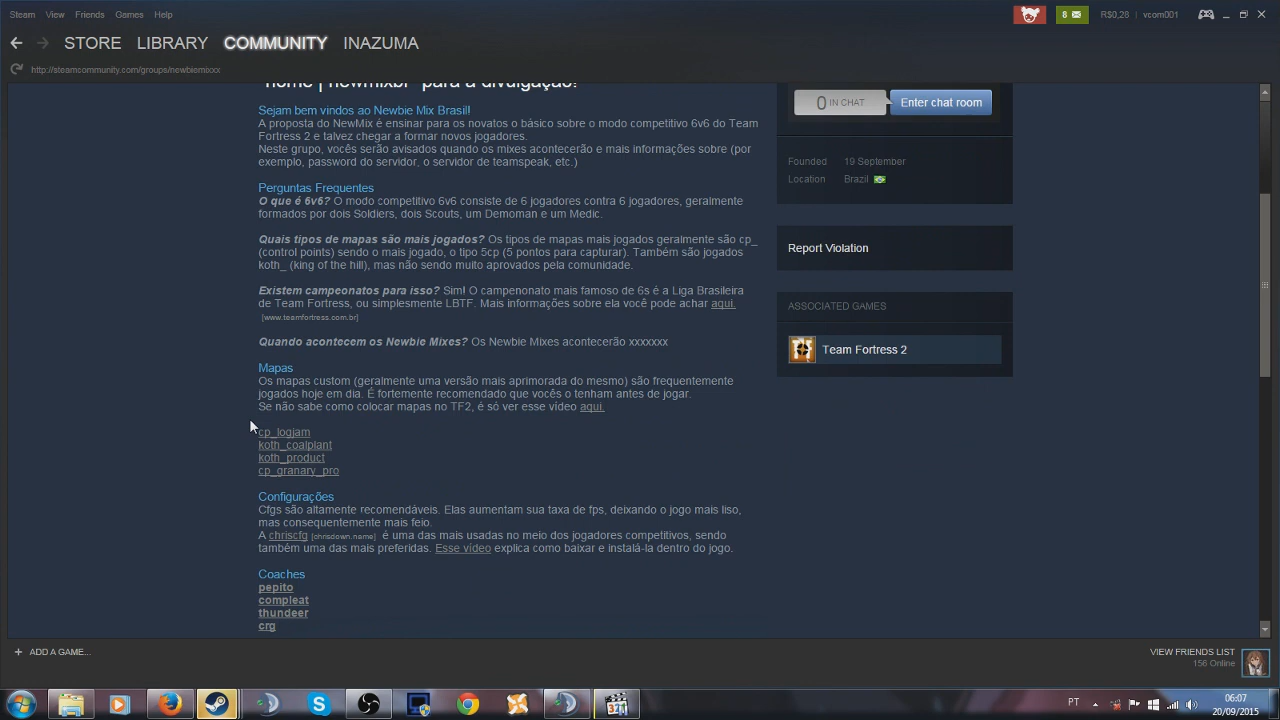 Steam View Friends Games Help
8 R$0,28 vcom001
STORE LIBRARY COMMUNITY INAZUMA
http://steamcommunity.com/groups/newbiemixxx
home | newmixbr para a divulgação!
Sejam bem vindos ao Newbie Mix Brasil!
A proposta do NewMix é ensinar para os novatos o básico sobre o modo competitivo 6v6 do Team
Fortress 2 e talvez chegar a formar novos jogadores.
Neste grupo, vocês serão avisados quando os mixes acontecerão e mais informações sobre (por
exemplo, password do servidor, o servidor de teamspeak, etc.)
Perguntas Frequentes
O que é 6v6? O modo competitivo 6v6 consiste de 6 jogadores contra 6 jogadores, geralmente
formados por dois Soldiers, dois Scouts, um Demoman e um Medic.
Quais tipos de mapas são mais jogados? Os tipos de mapas mais jogados geralmente são cp_
(control points) sendo o mais jogado, o tipo 5cp (5 pontos para capturar). Também são jogados
koth_ (king of the hill), mas não sendo muito aprovados pela comunidade.
Existem campeonatos para isso? Sim! O campenonato mais famoso de 6s é a Liga Brasileira
de Team Fortress, ou simplesmente LBTF. Mais informações sobre ela você pode achar aqui.
[www.teamfortress.com.br]
Quando acontecem os Newbie Mixes? Os Newbie Mixes acontecerão xxxxxxx
Mapas
Os mapas custom (geralmente uma versão mais aprimorada do mesmo) são frequentemente
jogados hoje em dia. É fortemente recomendado que vocês o tenham antes de jogar.
Se não sabe como colocar mapas no TF2, é só ver esse vídeo aqui.
cp_logjam
koth_coalplant
koth_product
cp_granary_pro
Configurações
Cfgs são altamente recomendáveis. Elas aumentam sua taxa de fps, deixando o jogo mais liso,
mas consequentemente mais feio.
A chriscfg [chrisdown.name] é uma das mais usadas no meio dos jogadores competitivos, sendo
também uma das mais preferidas. Esse vídeo explica como baixar e instalá-la dentro do jogo.
Coaches
pepito
compleat
thundeer
crg
0 IN CHAT Enter chat room
Founded 19 September
Location Brazil
Report Violation
ASSOCIATED GAMES
Team Fortress 2
+ ADD A GAME...
VIEW FRIENDS LIST
156 Online
321
PT
06:07
20/09/2015